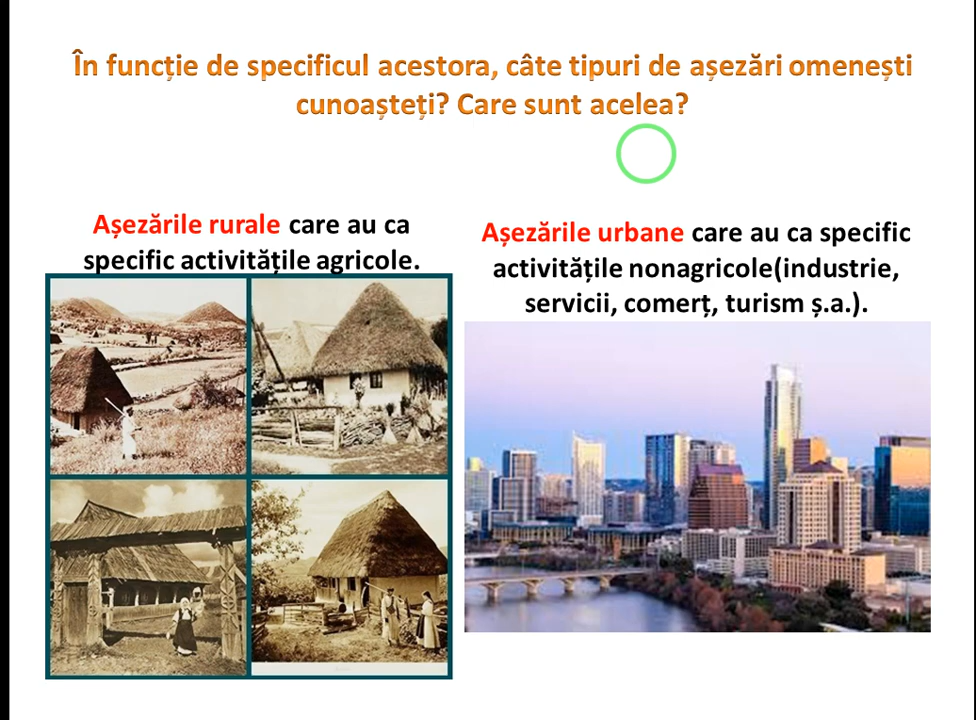 În funcție de specificul acestora, câte tipuri de așezări omenești
cunoașteți? Care sunt acelea?
Așezările rurale care au ca
specific activitățile agricole.
Așezările urbane care au ca specific
activitățile nonagricole(industrie,
servicii, comerț, turism ș.a.).